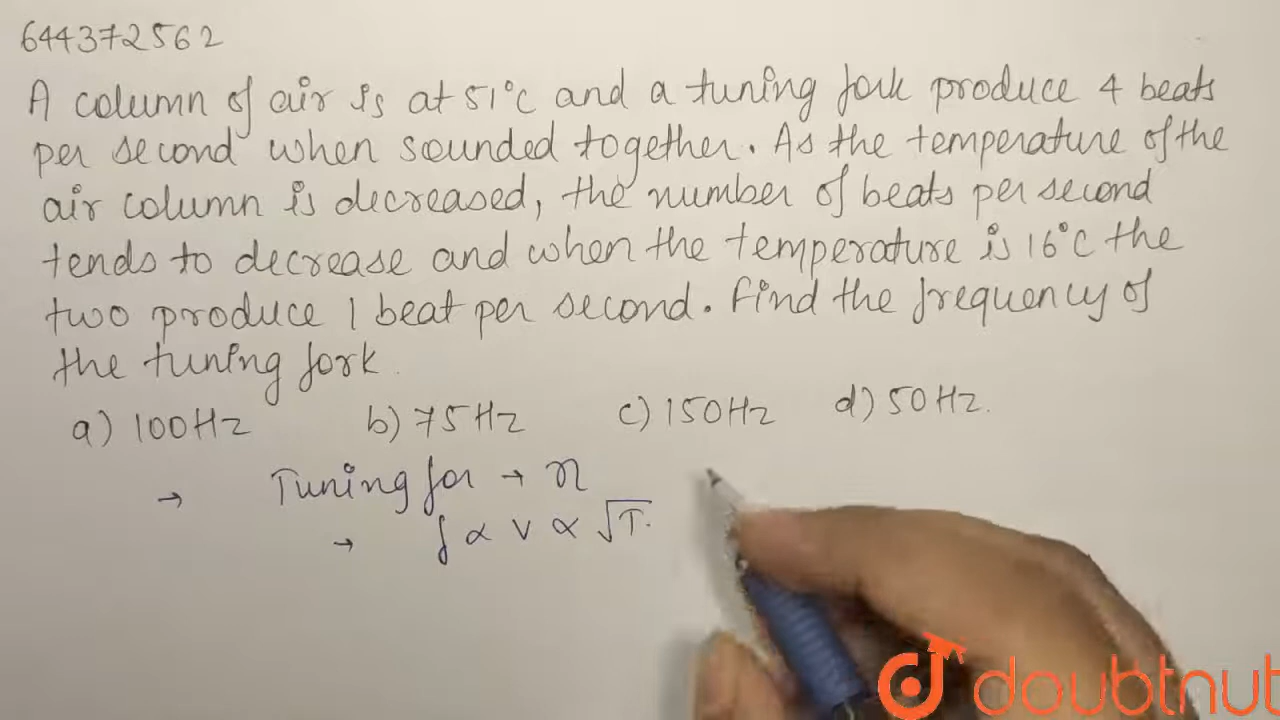 644372562
A column of air is at 51°C and a tuning fork produce 4 beats
per second when sounded together. As the temperature of the
air column is decreased, the number of beats per second
tends to decrease and when the temperature is 16°C the
two produce 1 beat per second. Find the frequency of
the tuning fork.
a) 100Hz b) 75Hz c) 150Hz d) 50Hz.
→ Tuning for → n
→ f ∝ v ∝ √T.
doubtnut